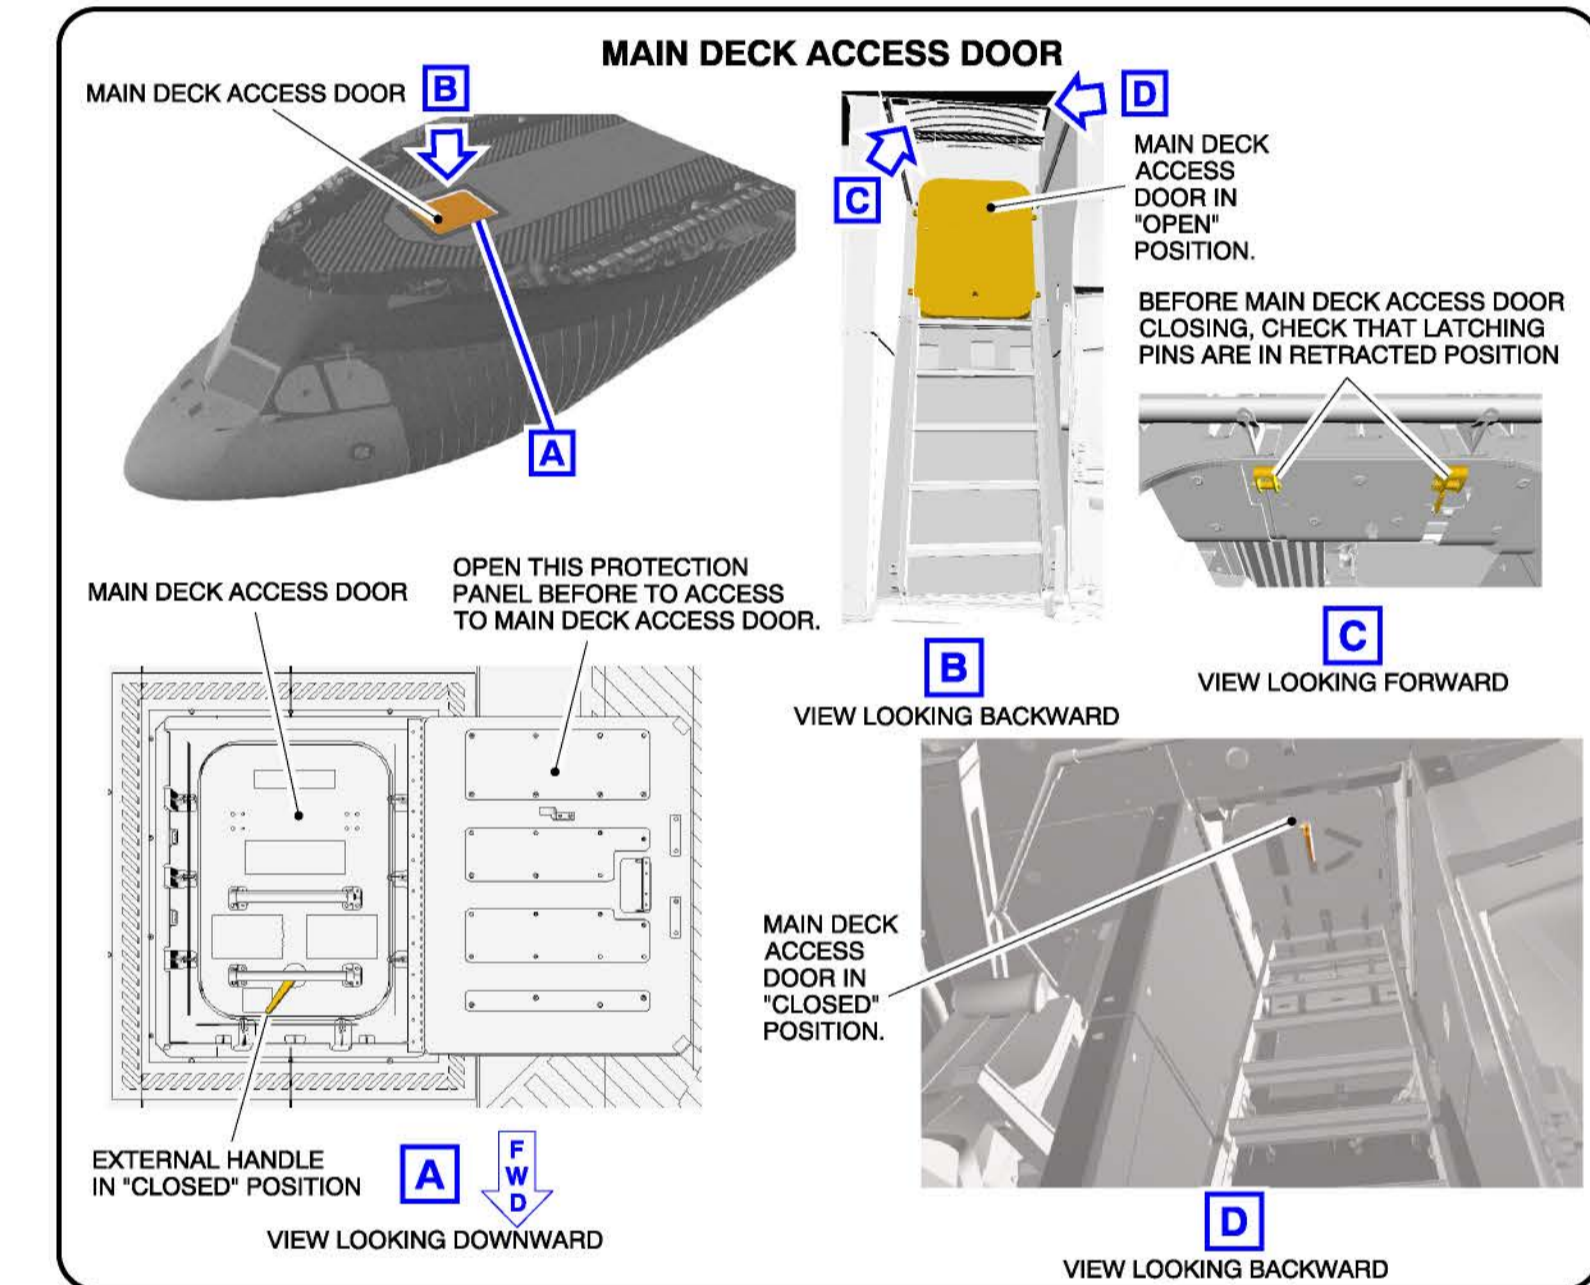 MAIN DECK ACCESS DOOR
MAIN DECK ACCESS DOOR
B
A
D
C
MAIN DECK
ACCESS
DOOR IN
"OPEN"
POSITION.
BEFORE MAIN DECK ACCESS DOOR
CLOSING, CHECK THAT LATCHING
PINS ARE IN RETRACTED POSITION
B
VIEW LOOKING BACKWARD
C
VIEW LOOKING FORWARD
MAIN DECK ACCESS DOOR
OPEN THIS PROTECTION
PANEL BEFORE TO ACCESS
TO MAIN DECK ACCESS DOOR.
EXTERNAL HANDLE
IN "CLOSED" POSITION
A
F
W
D
VIEW LOOKING DOWNWARD
MAIN DECK
ACCESS
DOOR IN
"CLOSED"
POSITION.
D
VIEW LOOKING BACKWARD